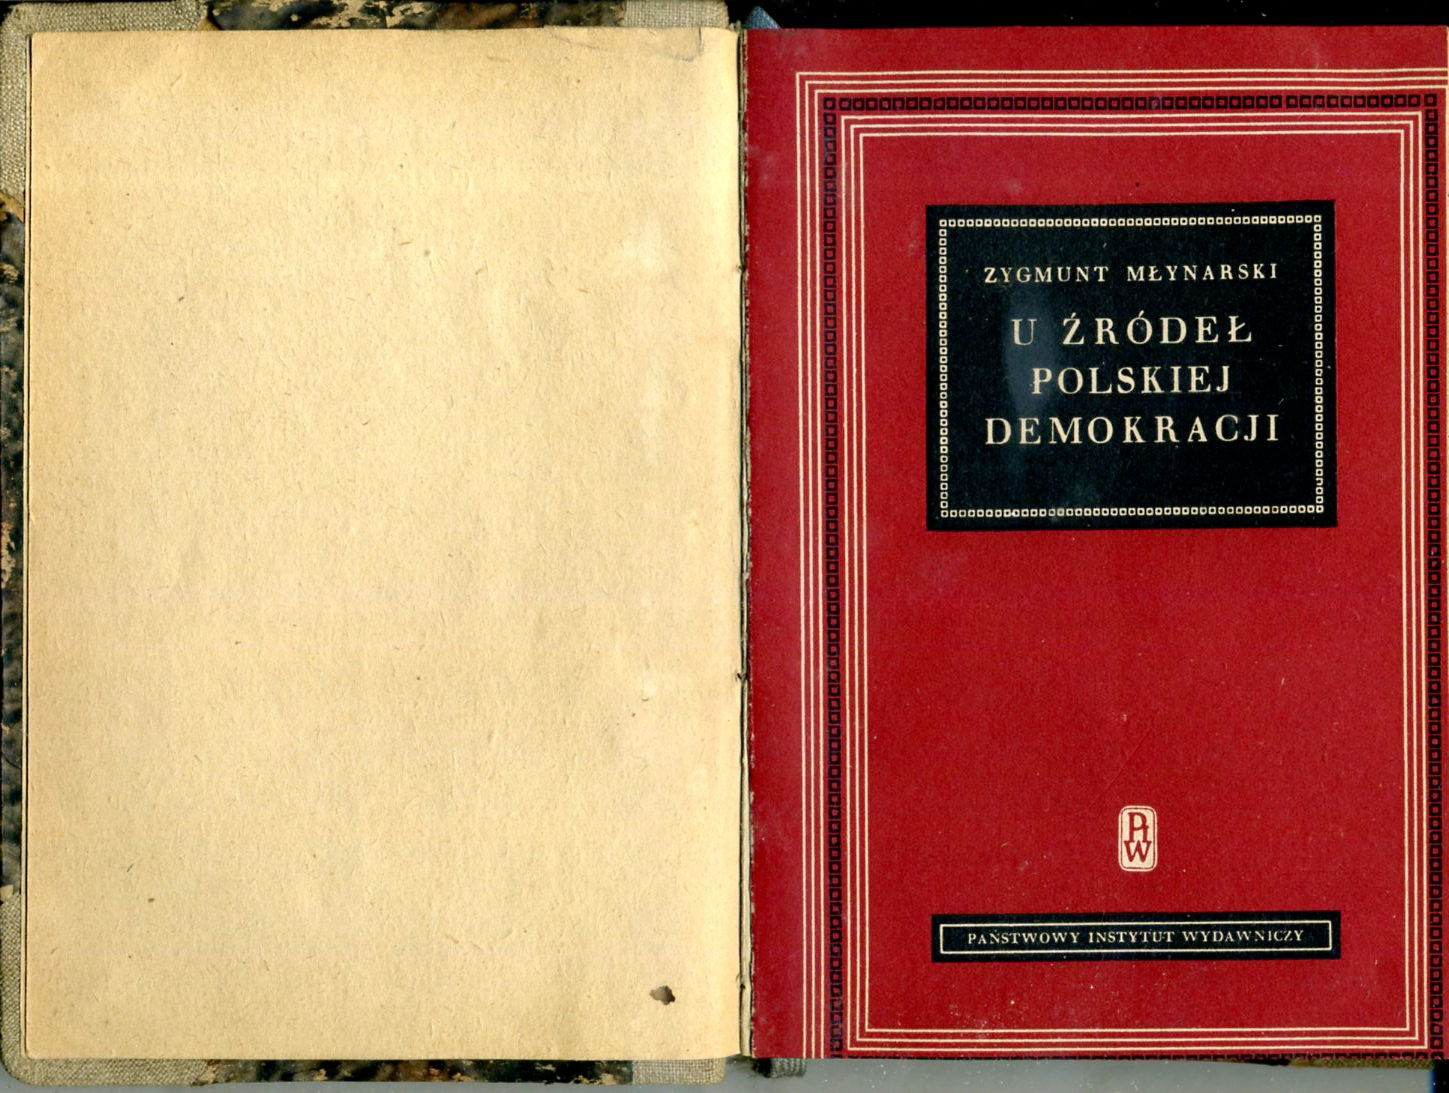 ZYGMUNT MŁYNARSKI
U ŹRÓDEŁ
POLSKIEJ
DEMOKRACJI
PIW
PAŃSTWOWY INSTYTUT WYDAWNICZY